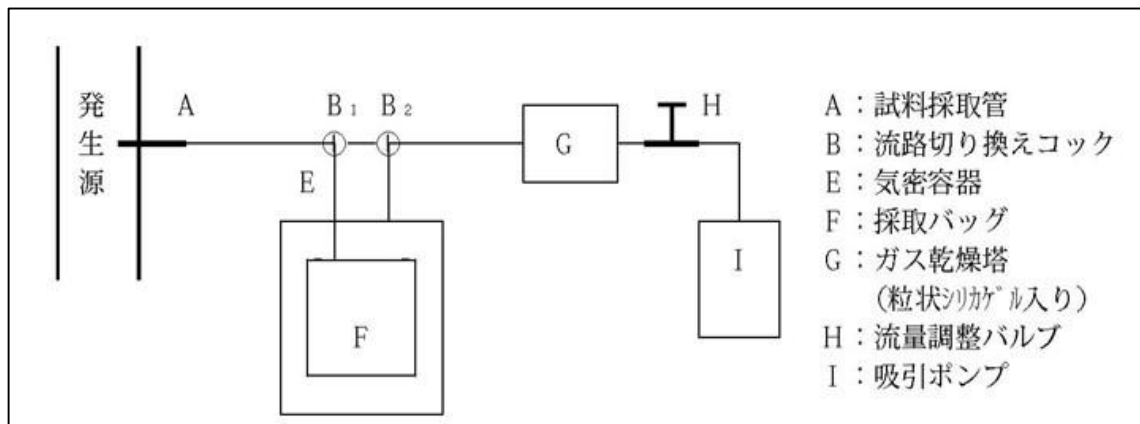 発生源
A
B₁
B₂
E
F
G
H
I
A：試料採取管
B：流路切り換えコック
E：気密容器
F：採取バッグ
G：ガス乾燥塔
(粒状ｼﾘｶｹﾞﾙ入り)
H：流量調整バルブ
I：吸引ポンプ